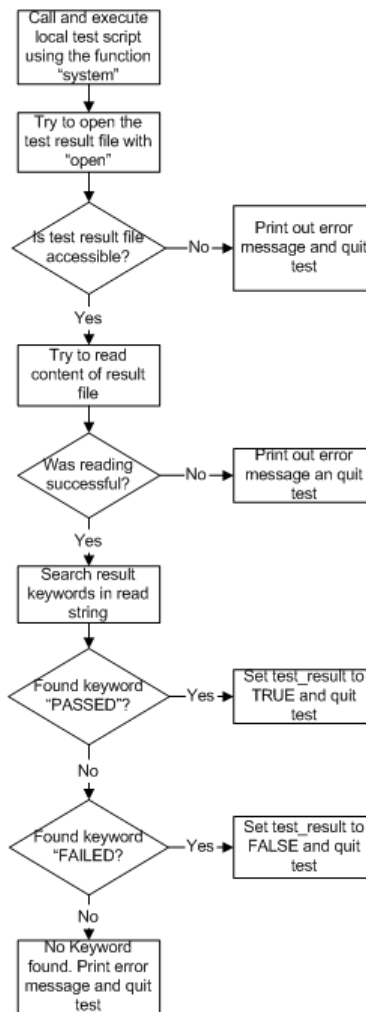 Call and execute
local test script
using the function
“system”
Try to open the
test result file with
“open”
Is test result file
accessible?
No
Print out error
message and quit
test
Yes
Try to read
content of result
file
Was reading
successful?
No
Print out error
message an quit
test
Yes
Search result
keywords in read
string
Found keyword
“PASSED”?
Yes
Set test_result to
TRUE and quit
test
No
Found keyword
“FAILED?
Yes
Set test_result to
FALSE and quit
test
No
No Keyword
found. Print error
message and quit
test